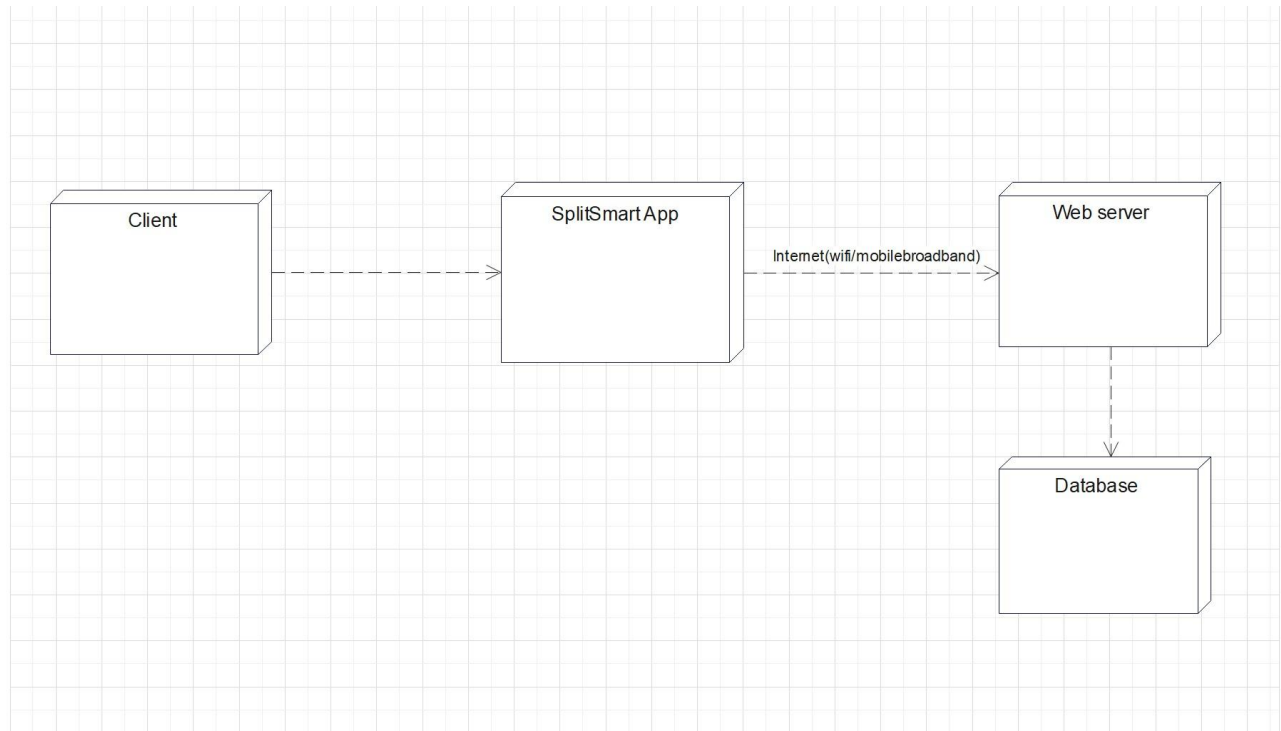 Client
SplitSmart App
Internet(wifi/mobilebroadband)
Web server
Database